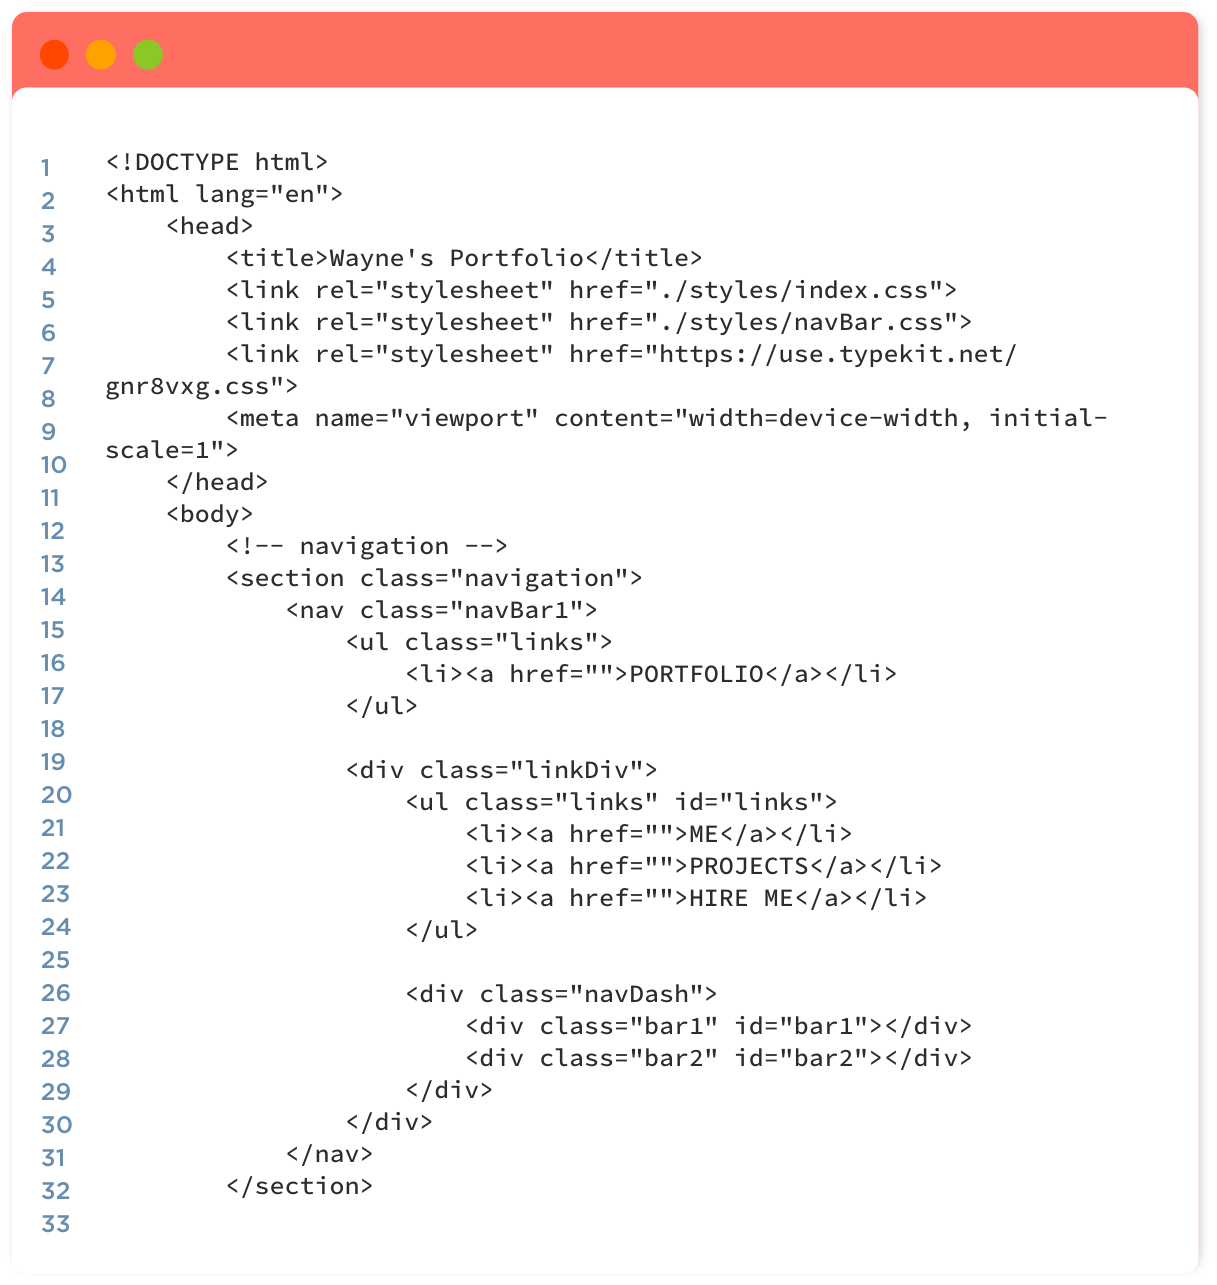 1 <!DOCTYPE html>
2 <html lang="en">
3     <head>
4         <title>Wayne's Portfolio</title>
5         <link rel="stylesheet" href="./styles/index.css">
6         <link rel="stylesheet" href="./styles/navBar.css">
7         <link rel="stylesheet" href="https://use.typekit.net/
8 gnr8vxg.css">
9         <meta name="viewport" content="width=device-width, initial-
10 scale=1">
11     </head>
12     <body>
13         <!-- navigation -->
14         <section class="navigation">
15             <nav class="navBar1">
16                 <ul class="links">
17                     <li><a href="">PORTFOLIO</a></li>
18                 </ul>
19
20                 <div class="linkDiv">
21                     <ul class="links" id="links">
22                         <li><a href="">ME</a></li>
23                         <li><a href="">PROJECTS</a></li>
24                         <li><a href="">HIRE ME</a></li>
25                     </ul>
26
27                     <div class="navDash">
28                         <div class="bar1" id="bar1"></div>
29                         <div class="bar2" id="bar2"></div>
30                     </div>
31                 </div>
32             </nav>
33         </section>